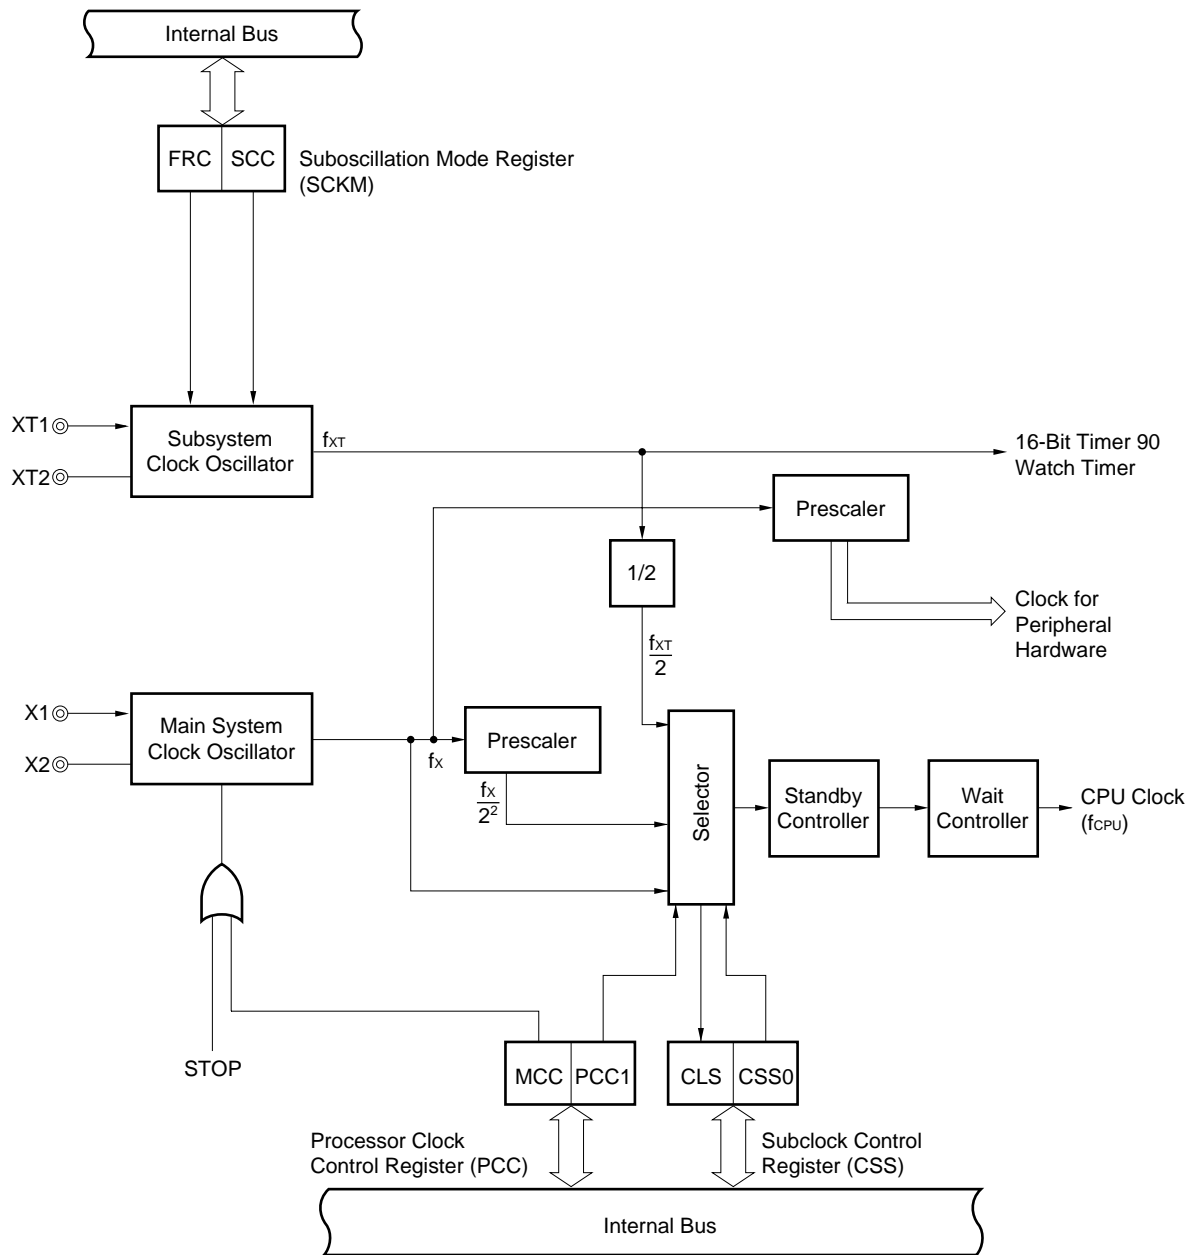 Internal Bus
FRC SCC
Suboscillation Mode Register
(SCKM)
XT1
XT2
Subsystem
Clock Oscillator
fXT
16-Bit Timer 90
Watch Timer
Prescaler
1/2
Clock for
Peripheral
Hardware
fXT
2
X1
X2
Main System
Clock Oscillator
fX
Prescaler
fX
2²
Selector
Standby
Controller
Wait
Controller
CPU Clock
(fCPU)
STOP
MCC PCC1
CLS CSS0
Processor Clock
Control Register (PCC)
Subclock Control
Register (CSS)
Internal Bus